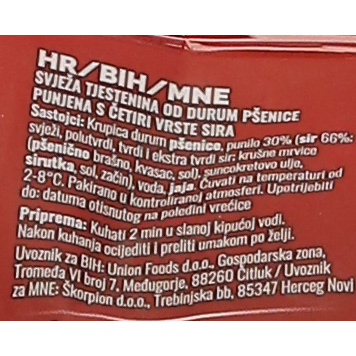 HR/BIH/MNE
SVJEŽA TJESTENINA OD DURUM PŠENICE
PUNJENA S ČETIRI VRSTE SIRA
Sastojci: Krupica durum pšenice, punilo 30% (sir 66%:
svježi, polutvrdi, tvrdi i ekstra tvrdi sir: krušne mrvice
(pšenično brašno, kvasac, sol), suncokretovo ulje,
sirutka, sol, začin), voda, jaja. Čuvati na temperaturi od
2-8°C. Pakirano u kontroliranoj atmosferi. Upotrijebiti
do: datuma otisnutog na poleđini vrećice
Priprema: Kuhati 2 min u slanoj kipućoj vodi.
Nakon kuhanja ocijediti i preliti umakom po želji.
Uvoznik za BiH: Union Foods d.o.o., Gospodarska zona,
Tromeđa VI broj 7, Međugorje, 88260 Čitluk / Uvoznik
za MNE: Škorpion d.o.o., Trebinjska bb, 85347 Herceg Novi